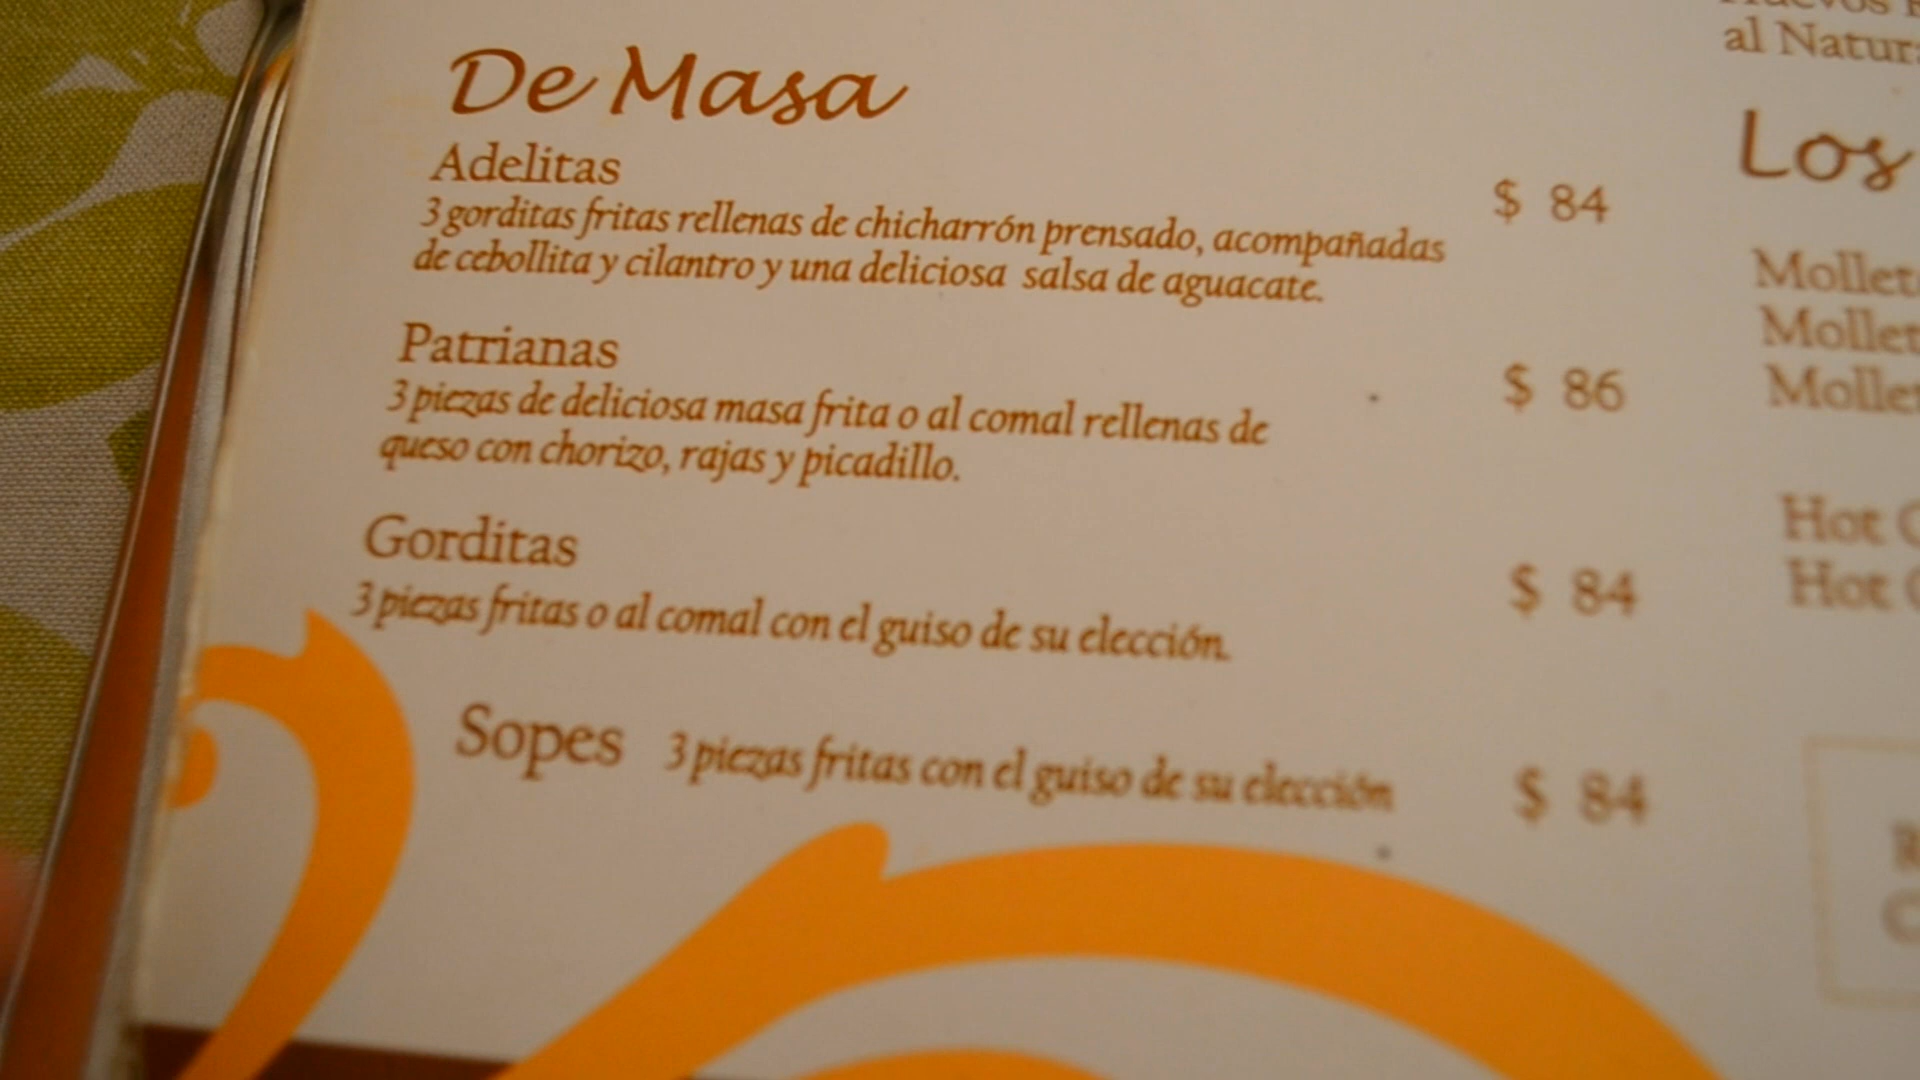 De Masa
Adelitas
$ 84
3 gorditas fritas rellenas de chicharrón prensado, acompañadas
de cebollita y cilantro y una deliciosa salsa de aguacate.
Patrianas
$ 86
3 piezas de deliciosa masa frita o al comal rellenas de
queso con chorizo, rajas y picadillo.
Gorditas
$ 84
3 piezas fritas o al comal con el guiso de su elección.
Sopes 3 piezas fritas con el guiso de su elección $ 84
al
Los
Hot
Hot